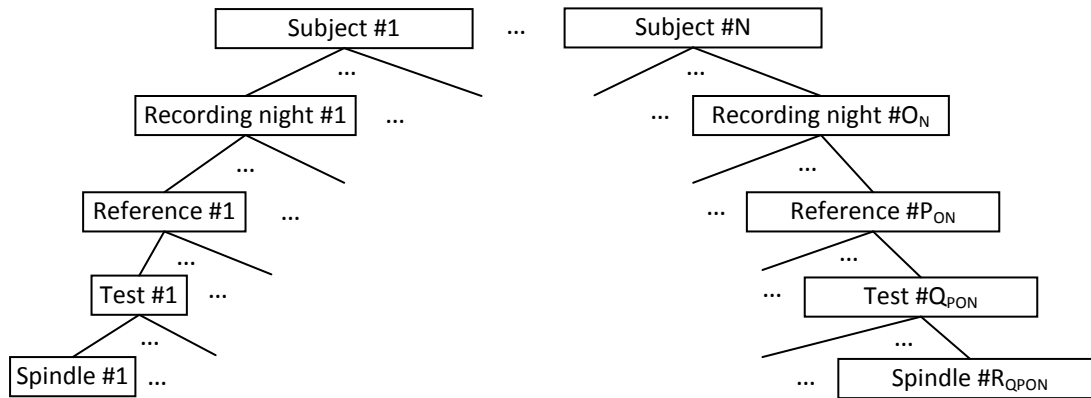 Subject #1 ... Subject #N
... ...
Recording night #1 ... ... Recording night #O_N
... ...
Reference #1 ... ... Reference #P_ON
... ...
Test #1 ... ... Test #Q_PON
... ...
Spindle #1 ... ... Spindle #R_QPON